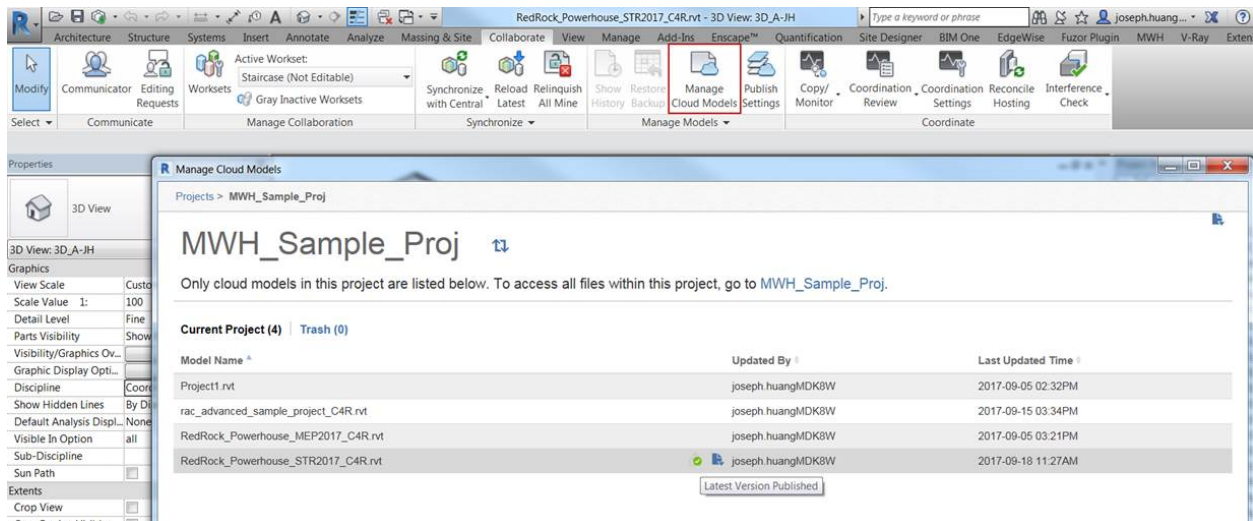 RedRock_Powerhouse_STR2017_C4R.rvt - 3D View: 3D_A-JH
Type a keyword or phrase
joseph.huang...
Architecture Structure Systems Insert Annotate Analyze Massing & Site Collaborate View Manage Add-Ins Enscape™ Quantification Site Designer BIM One EdgeWise Fuzor Plugin MWH V-Ray Exten
Modify
Communicator
Editing
Requests
Worksets
Active Workset:
Staircase (Not Editable)
Gray Inactive Worksets
Synchronize
with Central
Reload
Latest
Relinquish
All Mine
Show
History
Restore
Backup
Manage
Cloud Models
Publish
Settings
Copy/
Monitor
Coordination
Review
Coordination
Settings
Reconcile
Hosting
Interference
Check
Select Communicate Manage Collaboration Synchronize Manage Models Coordinate
Properties
3D View
3D View: 3D_A-JH
Graphics
View Scale Custo
Scale Value 1: 100
Detail Level Fine
Parts Visibility Show
Visibility/Graphics Ov...
Graphic Display Opti...
Discipline Coord
Show Hidden Lines By Di
Default Analysis Displ... None
Visible In Option all
Sub-Discipline
Sun Path
Extents
Crop View
Manage Cloud Models
Projects > MWH_Sample_Proj
MWH_Sample_Proj
Only cloud models in this project are listed below. To access all files within this project, go to MWH_Sample_Proj.
Current Project (4) Trash (0)
Model Name Updated By Last Updated Time
Project1.rvt joseph.huangMDK8W 2017-09-05 02:32PM
rac_advanced_sample_project_C4R.rvt joseph.huangMDK8W 2017-09-15 03:34PM
RedRock_Powerhouse_MEP2017_C4R.rvt joseph.huangMDK8W 2017-09-05 03:21PM
RedRock_Powerhouse_STR2017_C4R.rvt joseph.huangMDK8W 2017-09-18 11:27AM
Latest Version Published